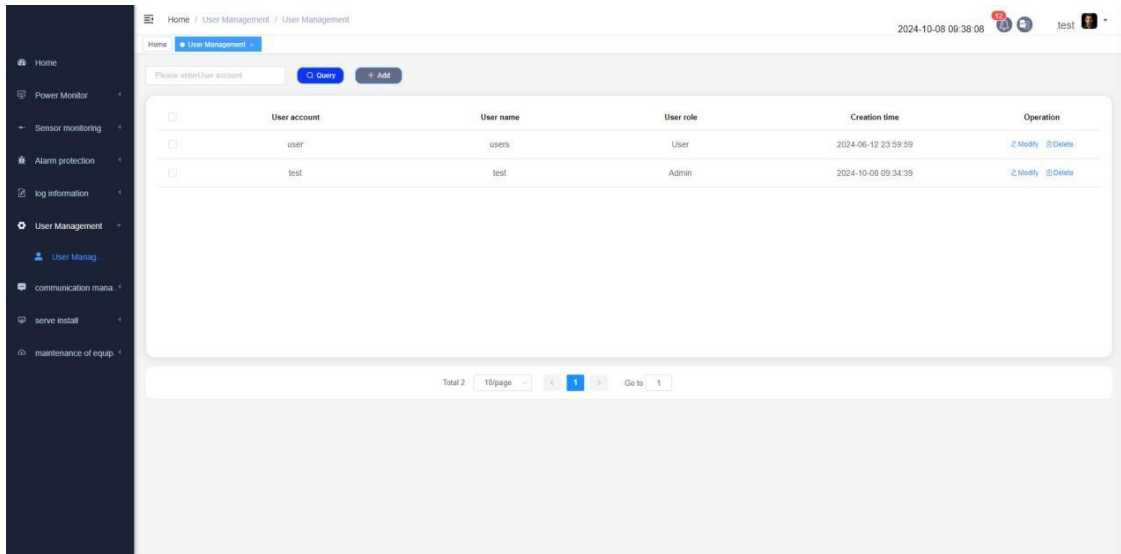 Home / User Management / User Management
2024-10-08 09:38:08
12
test
Home
User Management ×
Home
Power Monitor
Sensor monitoring
Alarm protection
log information
User Management
User Manag...
communication mana..
serve install
maintenance of equip.
Please enterUser account
Query
+ Add
User account User name User role Creation time Operation
user users User 2024-06-12 23:59:59 Modify Delete
test test Admin 2024-10-08 09:34:39 Modify Delete
Total 2 10/page < 1 > Go to 1